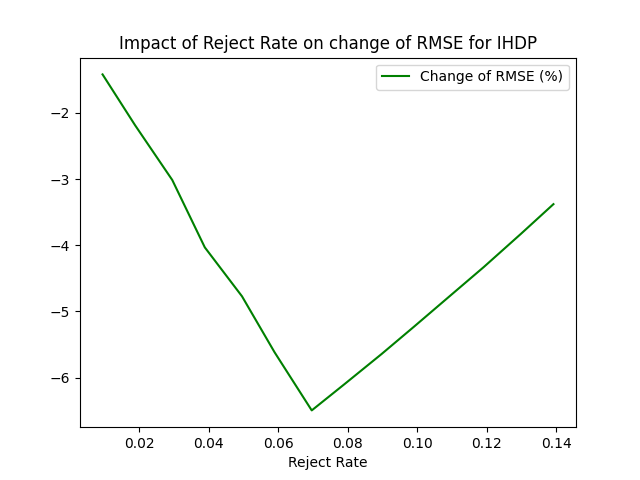 Impact of Reject Rate on change of RMSE for IHDP
Change of RMSE (%)
−2
−3
−4
−5
−6
0.02 0.04 0.06 0.08 0.10 0.12 0.14
Reject Rate